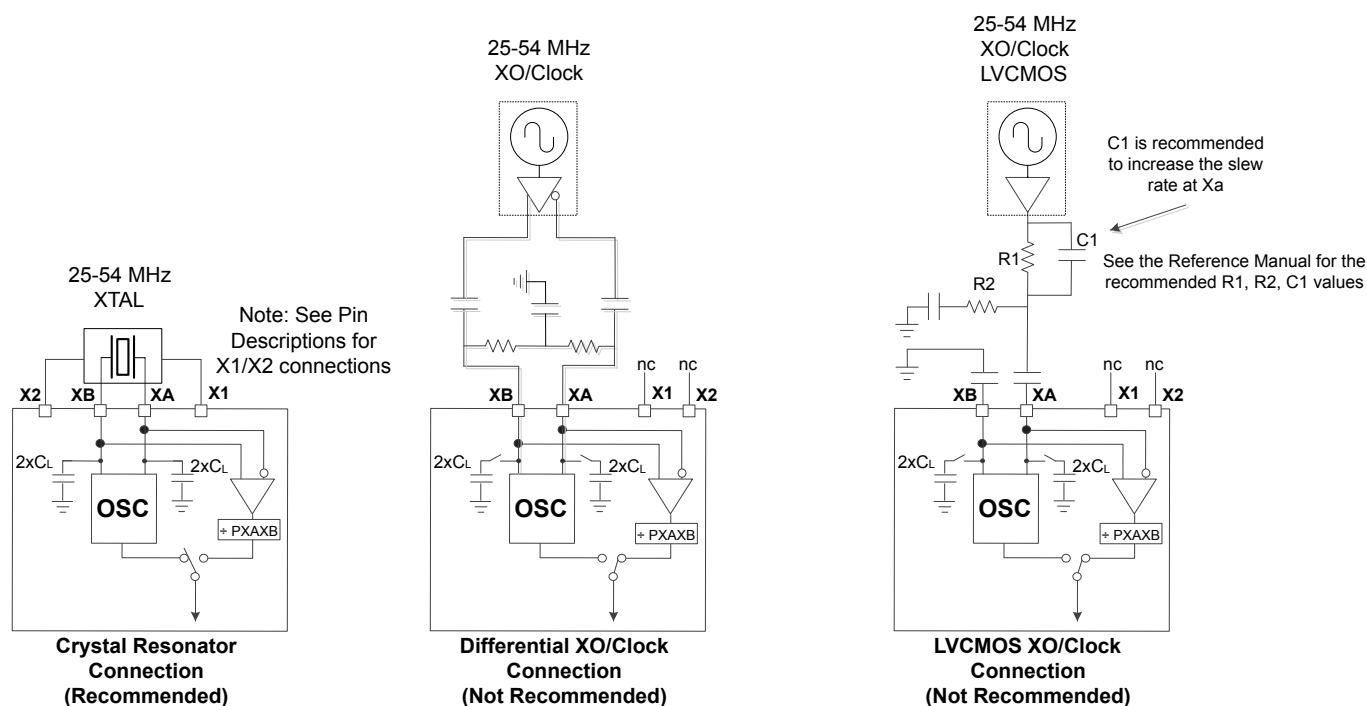 25-54 MHz
XTAL
Note: See Pin
Descriptions for
X1/X2 connections
X2 XB XA X1
2xCL 2xCL
OSC
÷ PXAXB
Crystal Resonator
Connection
(Recommended)
25-54 MHz
XO/Clock
nc nc
XB XA X1 X2
2xCL 2xCL
OSC
÷ PXAXB
Differential XO/Clock
Connection
(Not Recommended)
25-54 MHz
XO/Clock
LVCMOS
C1 is recommended
to increase the slew
rate at Xa
C1
R1
See the Reference Manual for the
recommended R1, R2, C1 values
R2
nc nc
XB XA X1 X2
2xCL 2xCL
OSC
÷ PXAXB
LVCMOS XO/Clock
Connection
(Not Recommended)